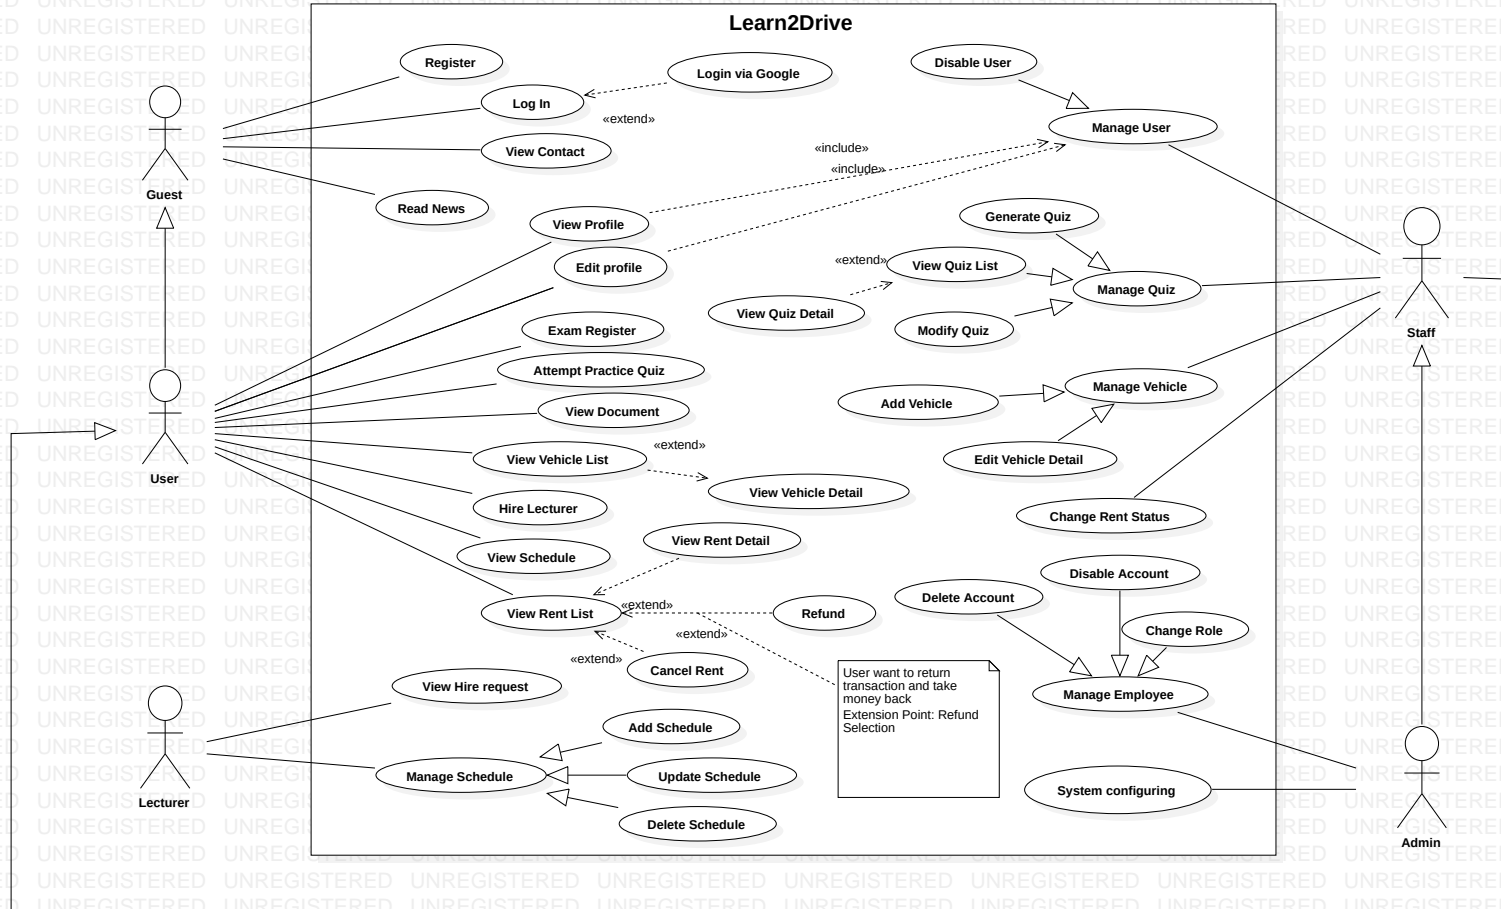 Learn2Drive
Register
Log In
Login via Google
«extend»
View Contact
Read News
Guest
Disable User
Manage User
«include»
«include»
View Profile
Edit profile
Generate Quiz
«extend»
View Quiz List
Manage Quiz
View Quiz Detail
Modify Quiz
Staff
Exam Register
Attempt Practice Quiz
View Document
Manage Vehicle
Add Vehicle
Edit Vehicle Detail
«extend»
View Vehicle List
View Vehicle Detail
User
Hire Lecturer
Change Rent Status
View Schedule
View Rent Detail
View Rent List
«extend»
Refund
«extend»
«extend»
Cancel Rent
Disable Account
Delete Account
Change Role
Manage Employee
User want to return
transaction and take
money back
Extension Point: Refund
Selection
View Hire request
Add Schedule
Manage Schedule
Update Schedule
Delete Schedule
Lecturer
System configuring
Admin
UNREGISTERED